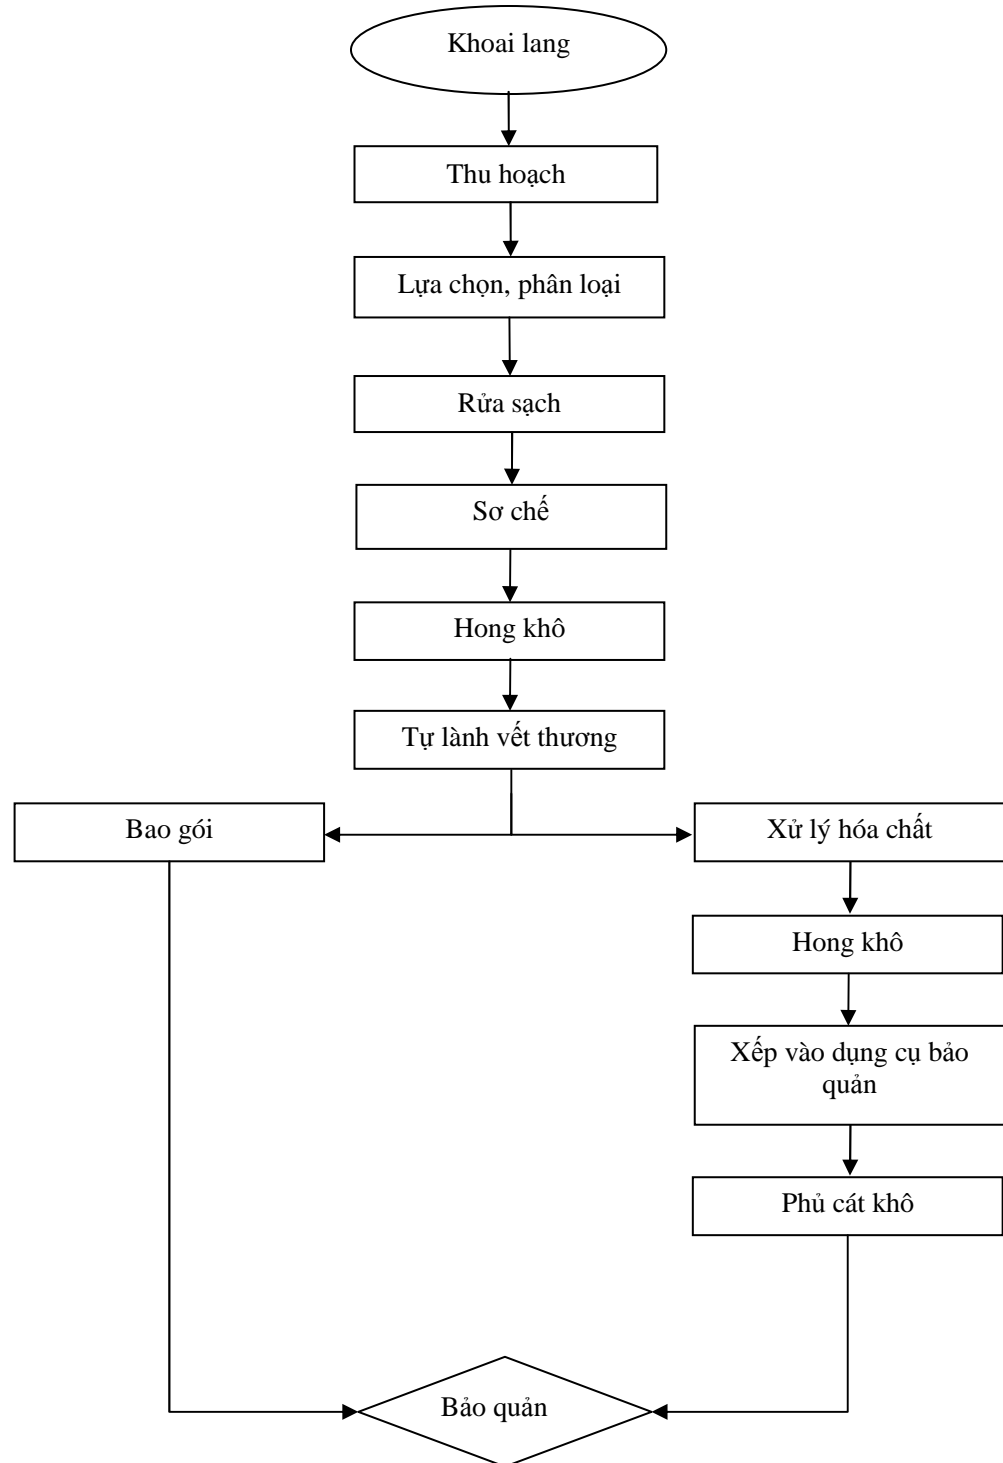 Khoai lang
Thu hoạch
Lựa chọn, phân loại
Rửa sạch
Sơ chế
Hong khô
Tự lành vết thương
Bao gói
Xử lý hóa chất
Hong khô
Xếp vào dụng cụ bảo
quản
Phủ cát khô
Bảo quản